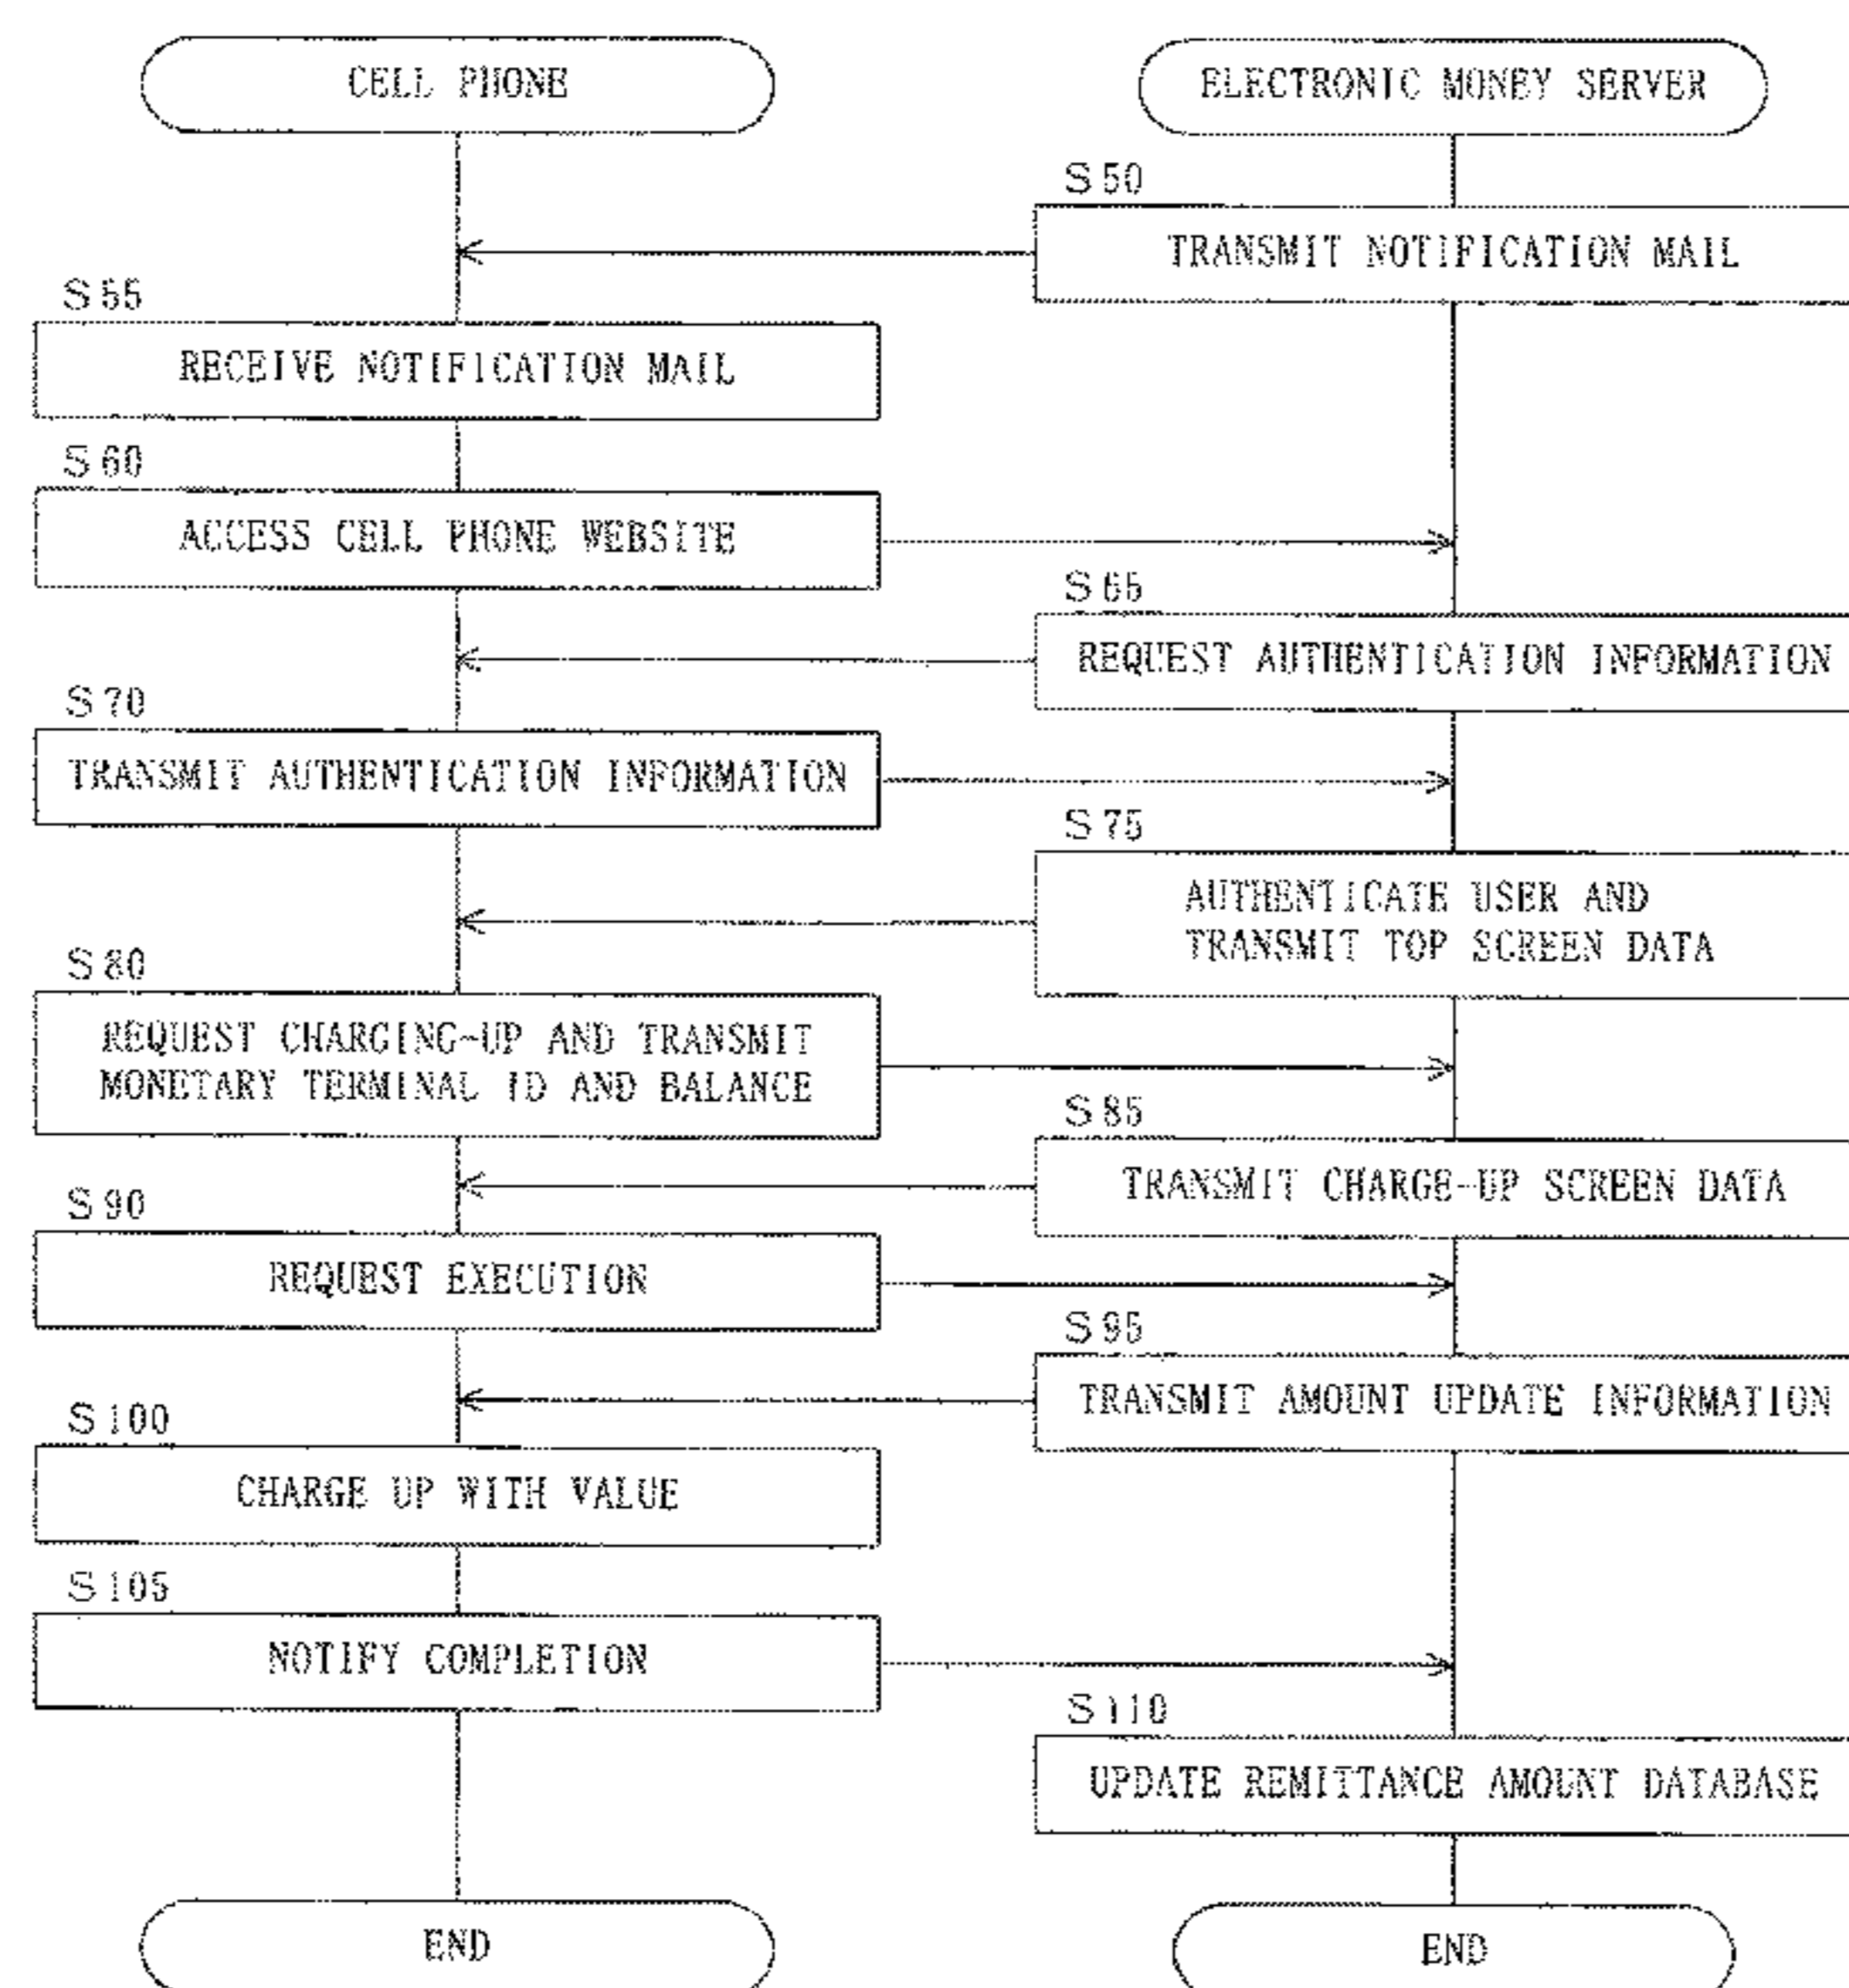 CELL PHONE
ELECTRONIC MONEY SERVER
S50
TRANSMIT NOTIFICATION MAIL
S55
RECEIVE NOTIFICATION MAIL
S60
ACCESS CELL PHONE WEBSITE
S65
REQUEST AUTHENTICATION INFORMATION
S70
TRANSMIT AUTHENTICATION INFORMATION
S75
AUTHENTICATE USER AND
TRANSMIT TOP SCREEN DATA
S80
REQUEST CHARGING-UP AND TRANSMIT
MONETARY TERMINAL ID AND BALANCE
S85
TRANSMIT CHARGE-UP SCREEN DATA
S90
REQUEST EXECUTION
S95
TRANSMIT AMOUNT UPDATE INFORMATION
S100
CHARGE UP WITH VALUE
S105
NOTIFY COMPLETION
S110
UPDATE REMITTANCE AMOUNT DATABASE
END
END